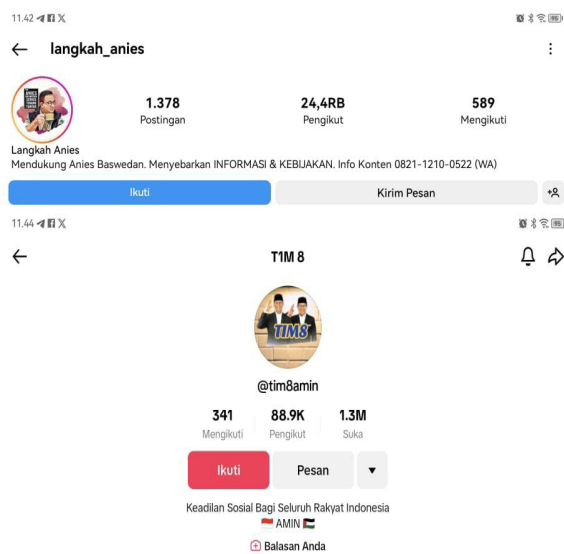 11.42
langkah_anies
1.378 24,4RB 589
Postingan Pengikut Mengikuti
Langkah Anies
Mendukung Anies Baswedan. Menyebarkan INFORMASI & KEBIJAKAN. Info Konten 0821-1210-0522 (WA)
Ikuti Kirim Pesan
11.44
T1M 8
TIM8
@tim8amin
341 88.9K 1.3M
Mengikuti Pengikut Suka
Ikuti Pesan
Keadilan Sosial Bagi Seluruh Rakyat Indonesia
🇮🇩 AMIN 🇵🇸
Balasan Anda